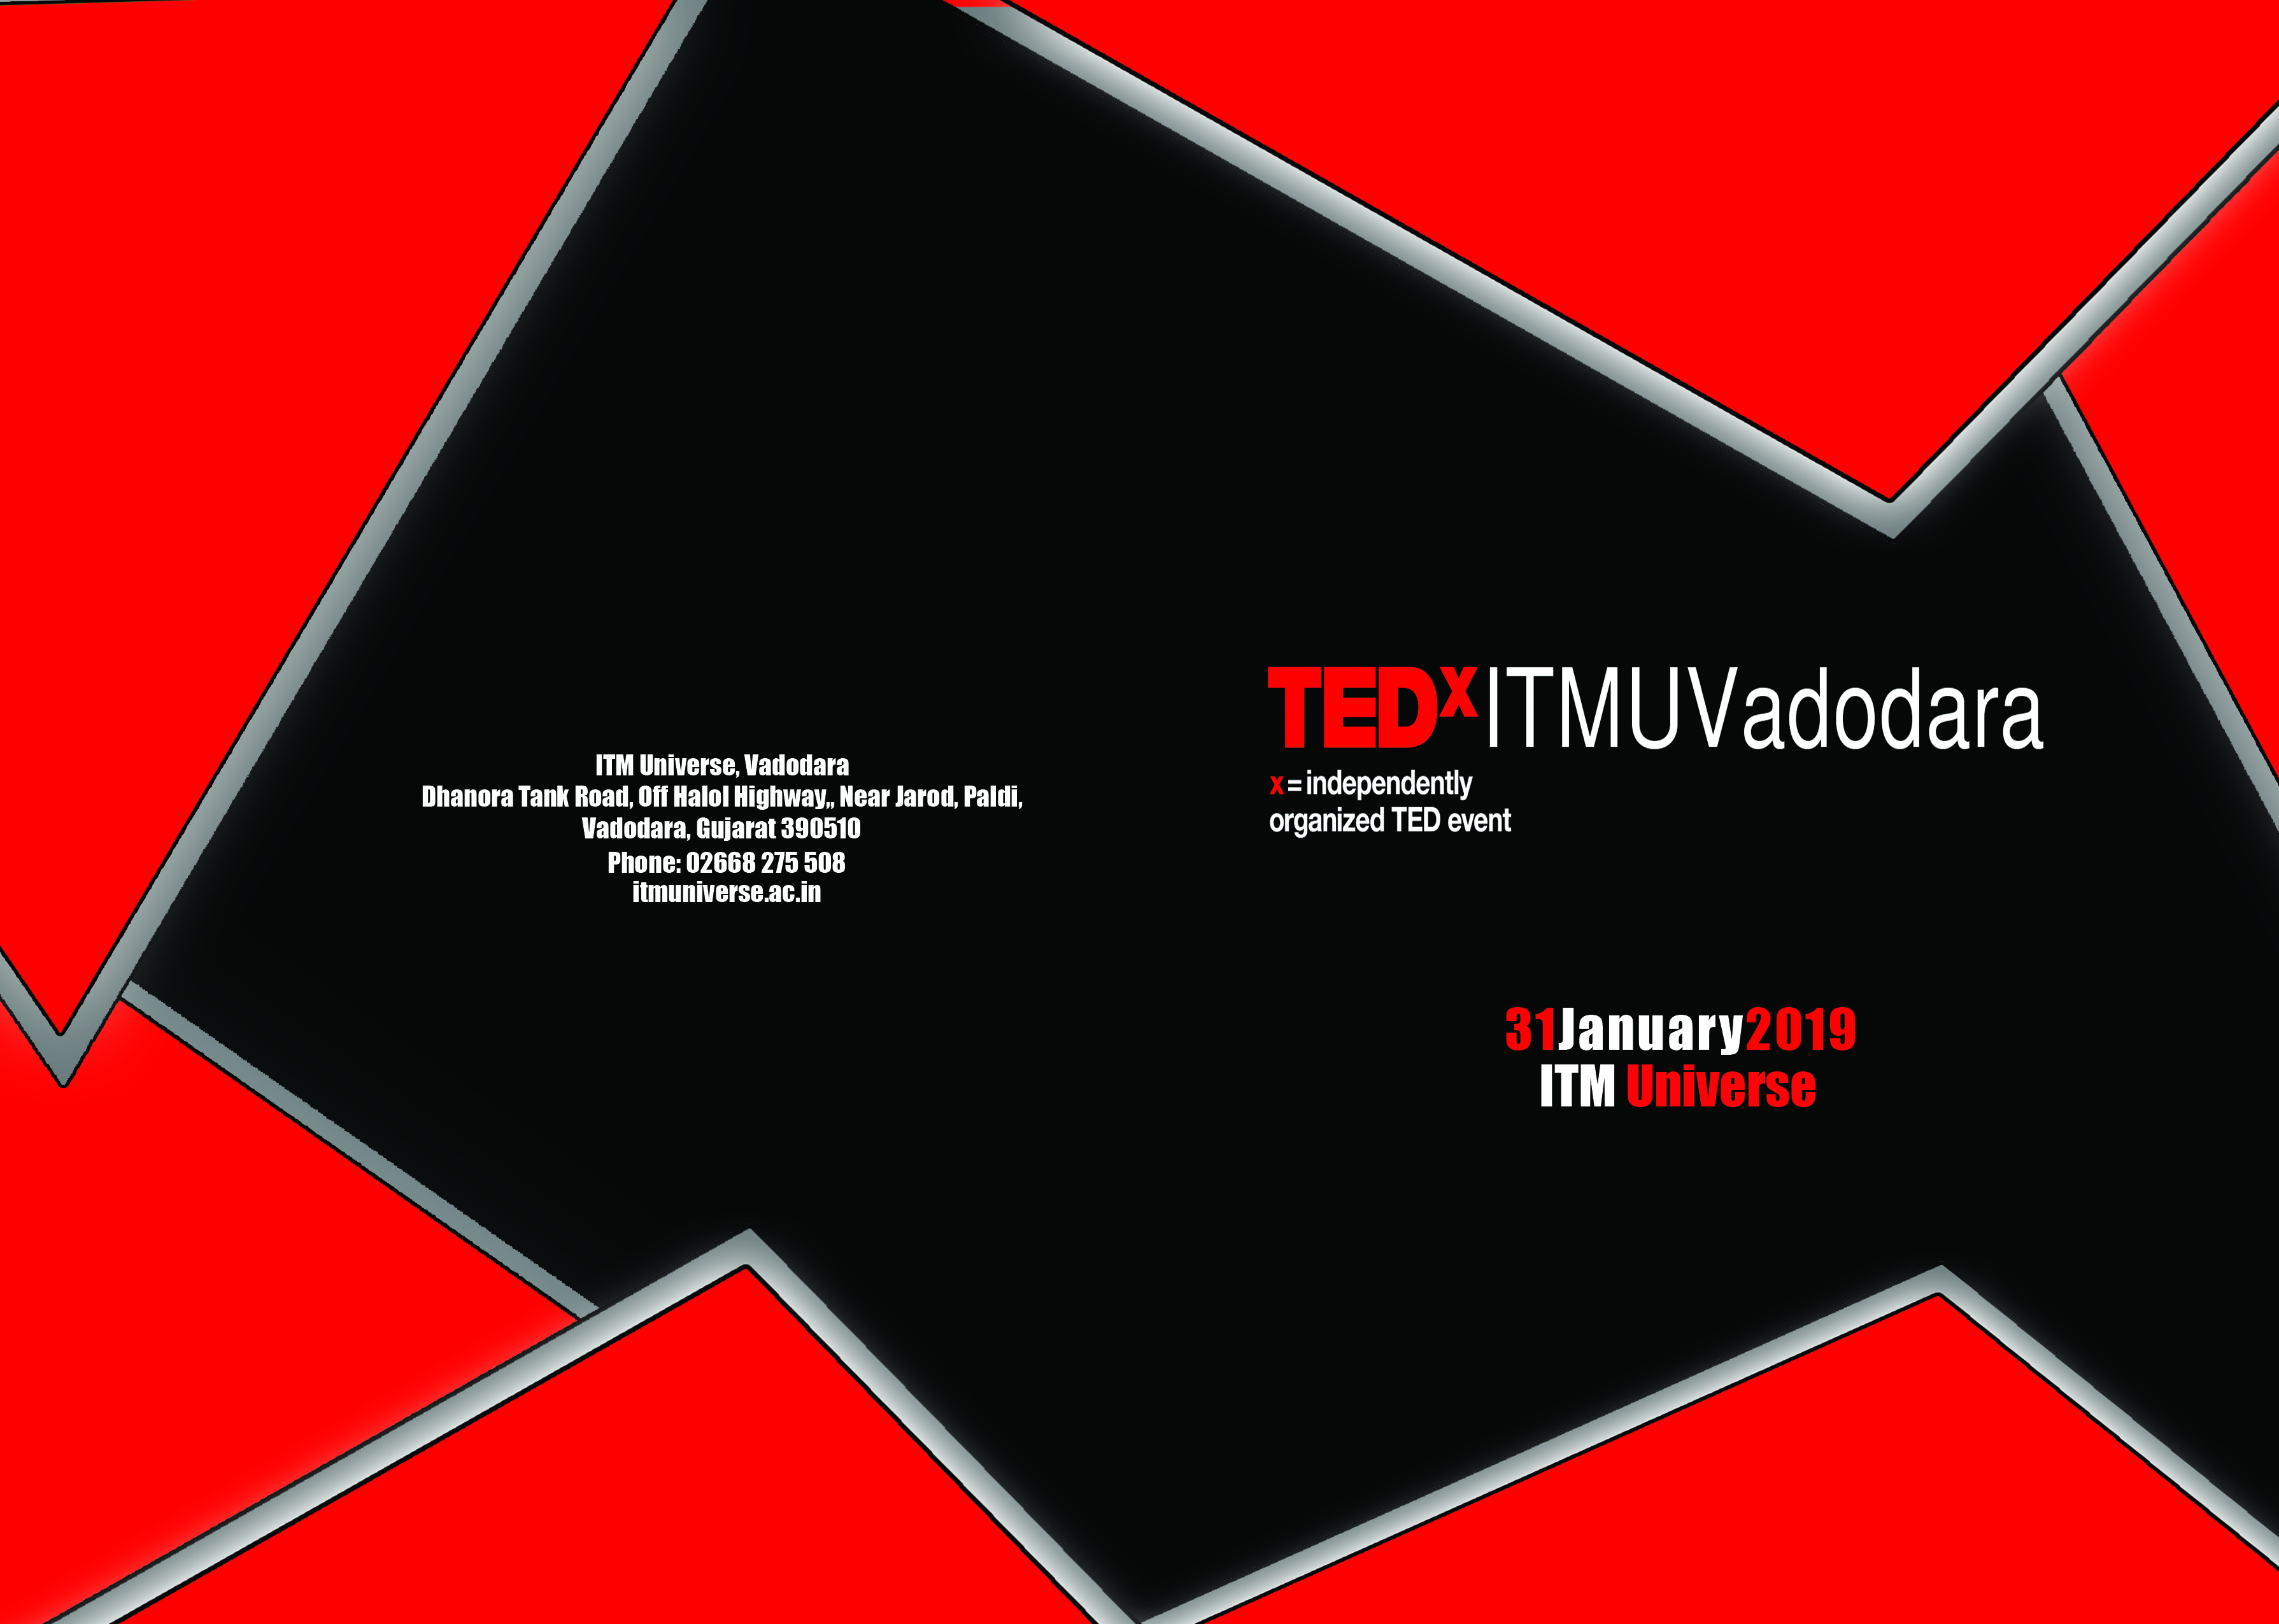 ITM Universe, Vadodara
Dhanora Tank Road, Off Halol Highway,, Near Jarod, Paldi,
Vadodara, Gujarat 390510
Phone: 02668 275 508
itmuniverse.ac.in
TEDxITMUVadodara
x = independently
organized TED event
31January2019
ITM Universe